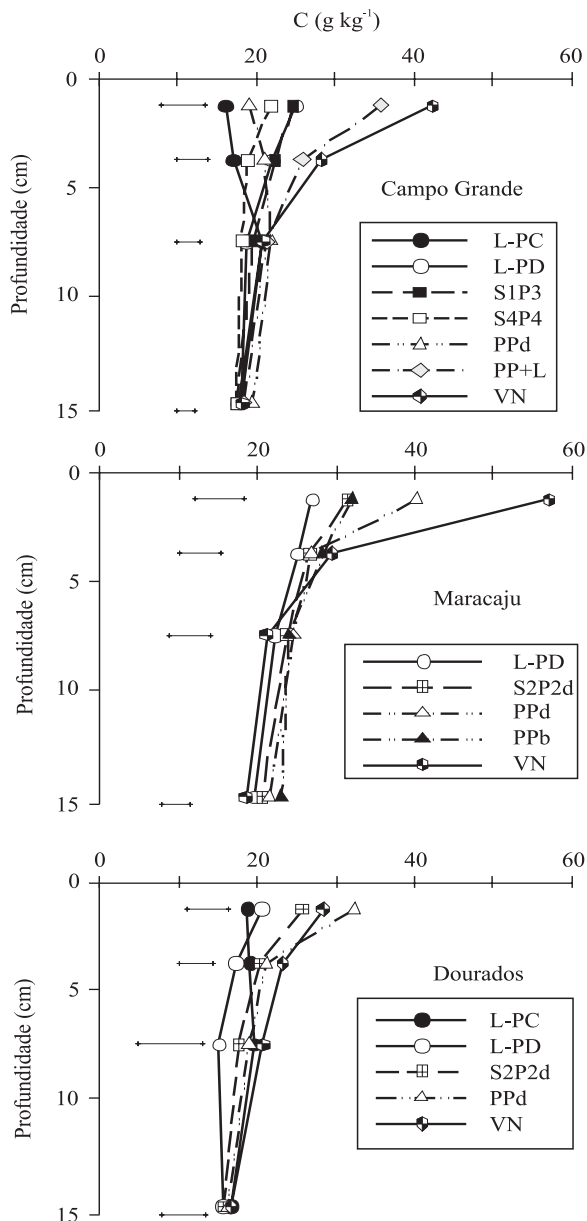 C (g kg⁻¹)
0 20 40 60
0
5
10
15
Profundidade (cm)
Campo Grande
L-PC
L-PD
S1P3
S4P4
PPd
PP+L
VN
0 20 40 60
0
5
10
15
Profundidade (cm)
Maracaju
L-PD
S2P2d
PPd
PPb
VN
0 20 40 60
0
5
10
15
Profundidade (cm)
Dourados
L-PC
L-PD
S2P2d
PPd
VN